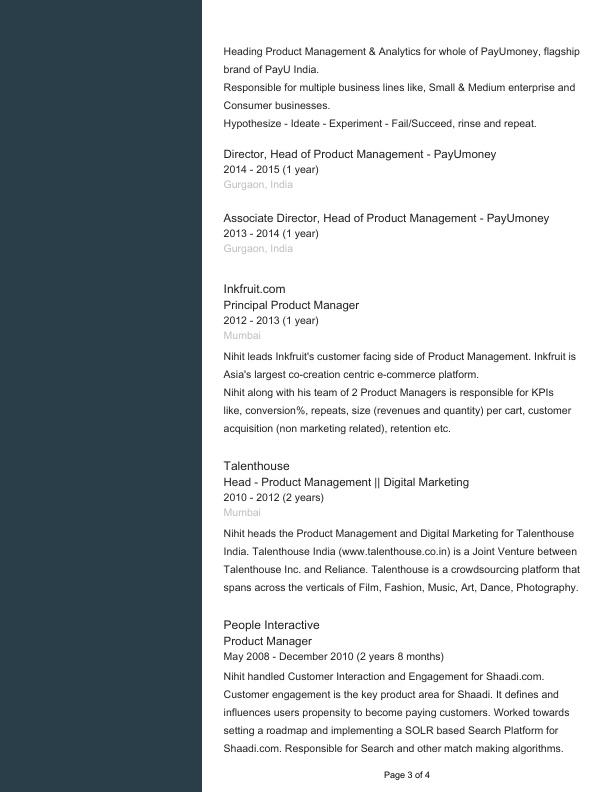 Heading Product Management & Analytics for whole of PayUmoney, flagship
brand of PayU India.
Responsible for multiple business lines like, Small & Medium enterprise and
Consumer businesses.
Hypothesize - Ideate - Experiment - Fail/Succeed, rinse and repeat.
Director, Head of Product Management - PayUmoney
2014 - 2015 (1 year)
Gurgaon, India
Associate Director, Head of Product Management - PayUmoney
2013 - 2014 (1 year)
Gurgaon, India
Inkfruit.com
Principal Product Manager
2012 - 2013 (1 year)
Mumbai
Nihit leads Inkfruit's customer facing side of Product Management. Inkfruit is
Asia's largest co-creation centric e-commerce platform.
Nihit along with his team of 2 Product Managers is responsible for KPIs
like, conversion%, repeats, size (revenues and quantity) per cart, customer
acquisition (non marketing related), retention etc.
Talenthouse
Head - Product Management || Digital Marketing
2010 - 2012 (2 years)
Mumbai
Nihit heads the Product Management and Digital Marketing for Talenthouse
India. Talenthouse India (www.talenthouse.co.in) is a Joint Venture between
Talenthouse Inc. and Reliance. Talenthouse is a crowdsourcing platform that
spans across the verticals of Film, Fashion, Music, Art, Dance, Photography.
People Interactive
Product Manager
May 2008 - December 2010 (2 years 8 months)
Nihit handled Customer Interaction and Engagement for Shaadi.com.
Customer engagement is the key product area for Shaadi. It defines and
influences users propensity to become paying customers. Worked towards
setting a roadmap and implementing a SOLR based Search Platform for
Shaadi.com. Responsible for Search and other match making algorithms.
Page 3 of 4